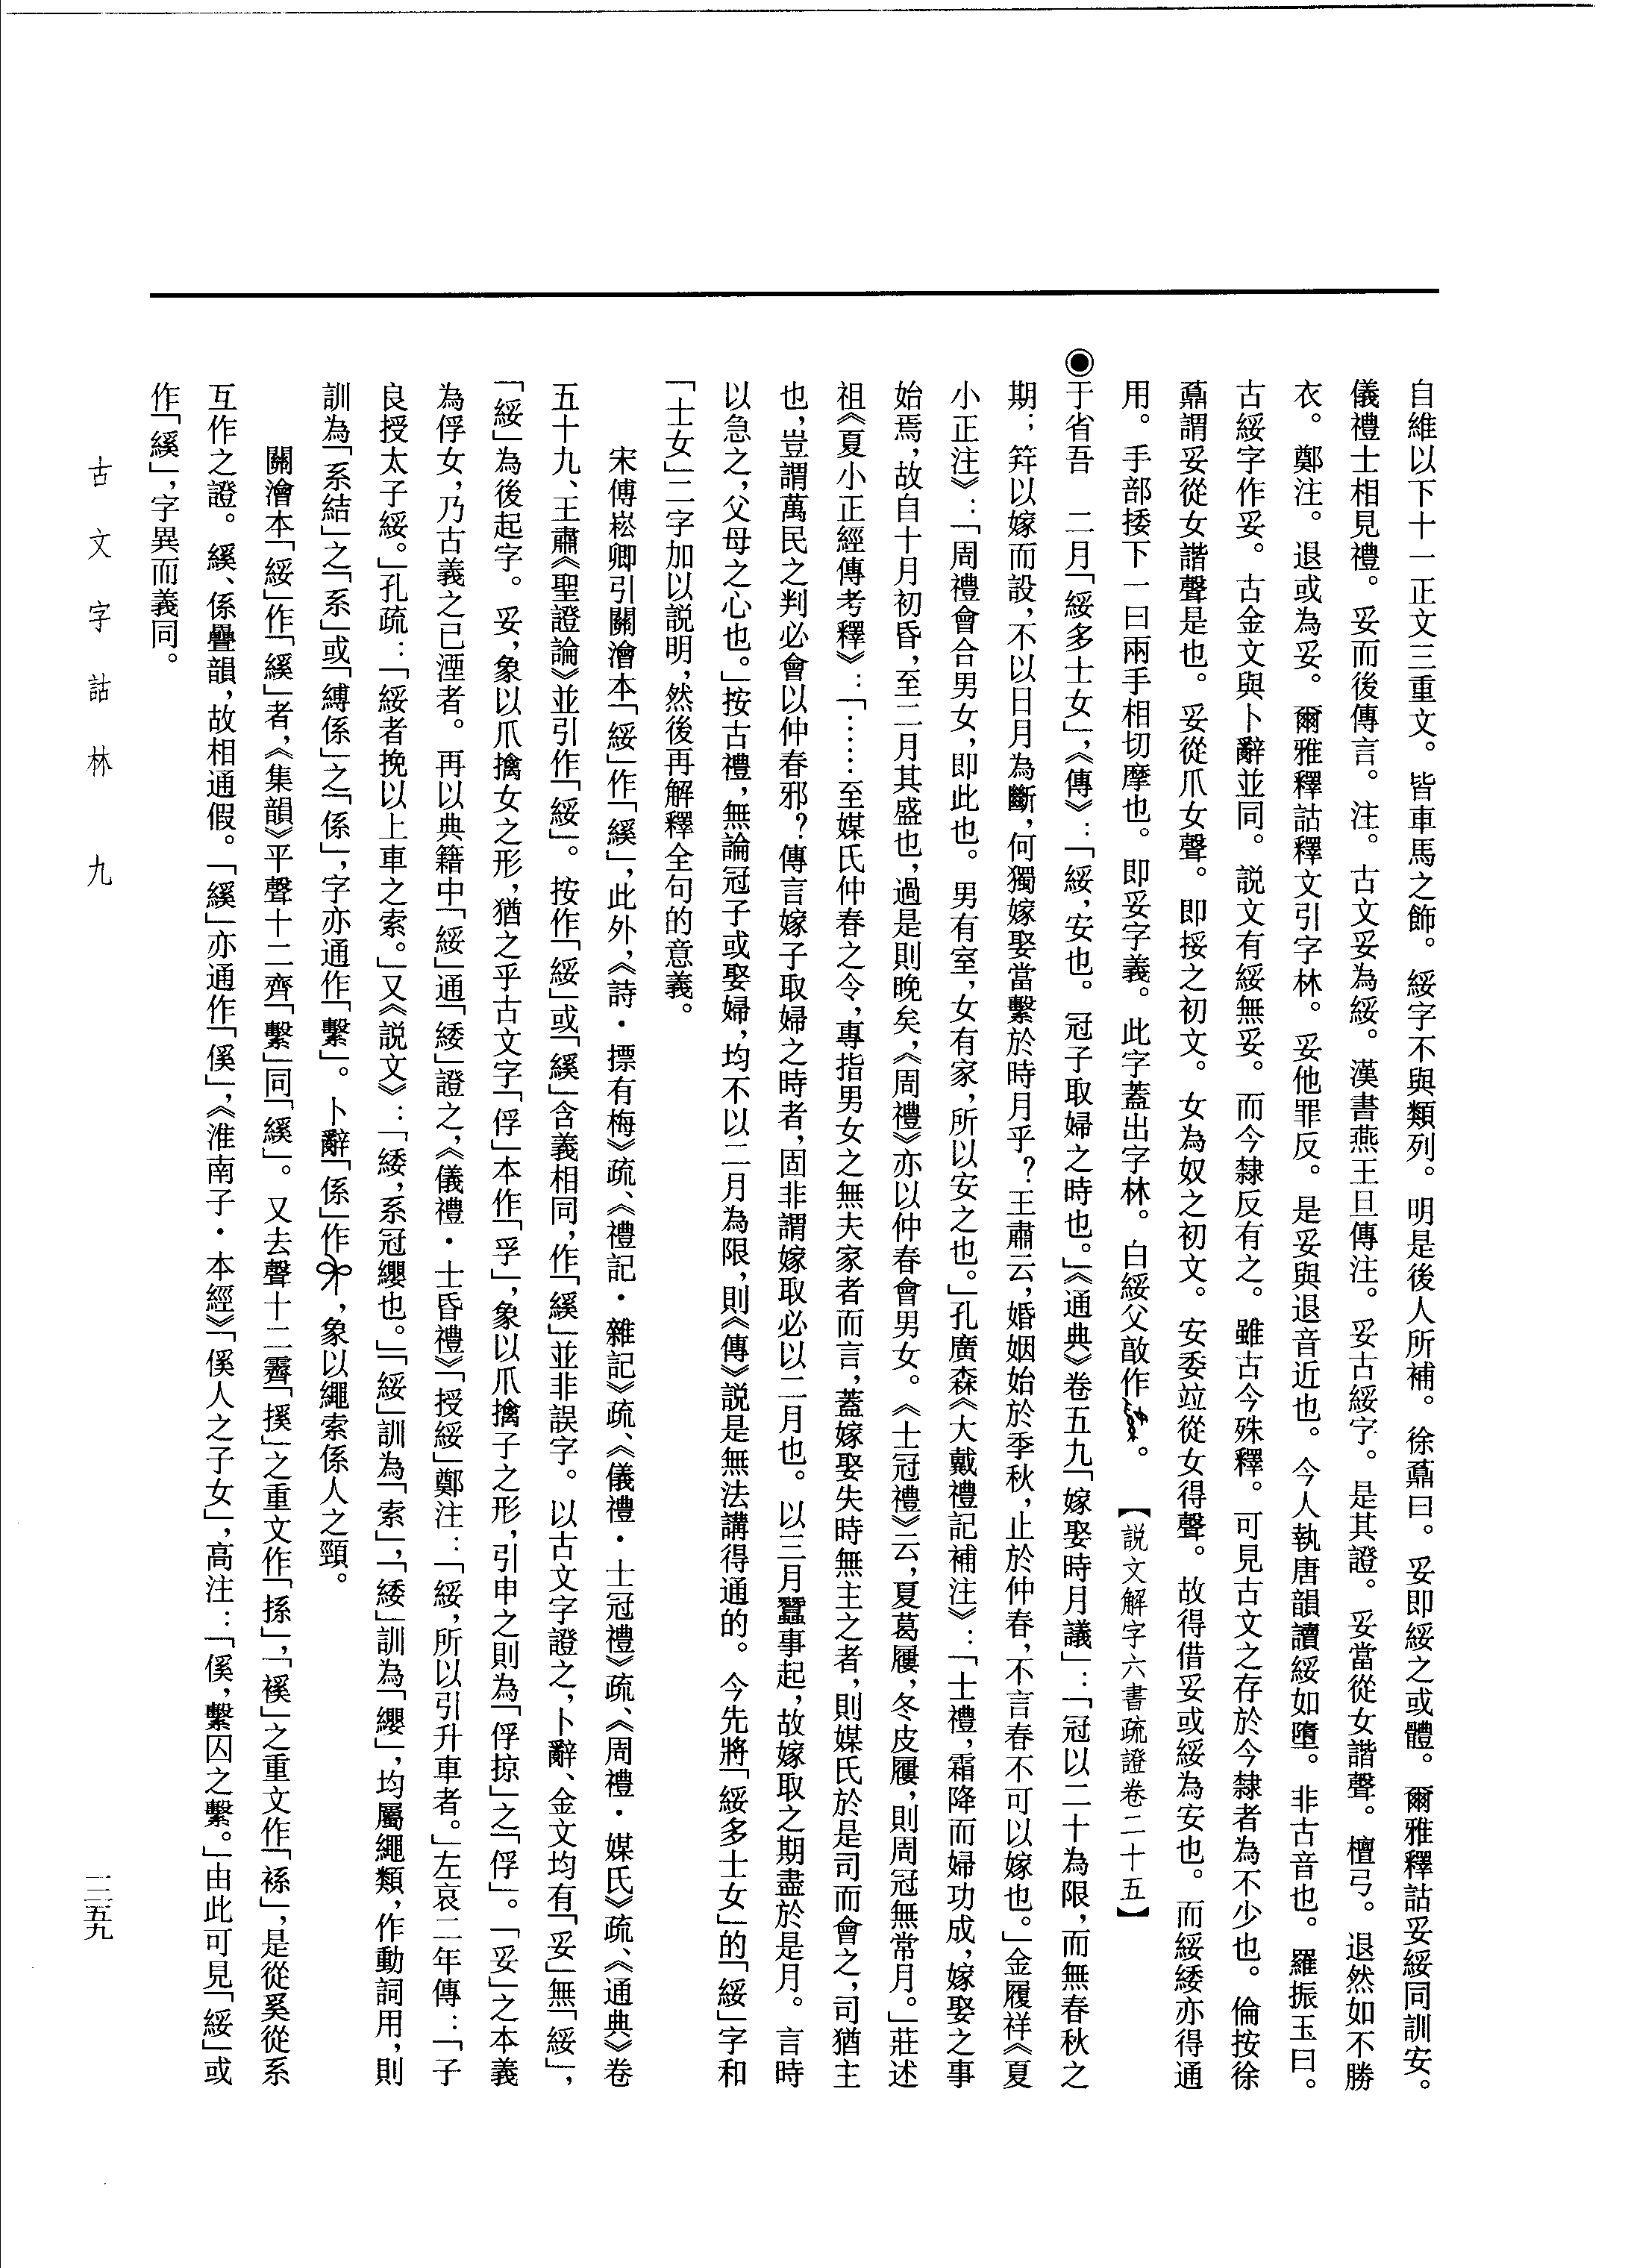 自維以下十一正文三重文。皆車馬之飾。綏字不與類列。明是後人所補。徐鼒曰。妥即綏之或體。爾雅釋詁妥綏同訓安。
儀禮士相見禮。妥而後傳言。注。古文妥為綏。漢書燕王旦傳注。妥古綏字。是其證。妥當從女諧聲。檀弓。退然如不勝
衣。鄭注。退或為妥。爾雅釋詁釋文引字林。妥他罪反。是妥與退音近也。今人執唐韻讀綏如墮。非古音也。羅振玉曰。
古綏字作妥。古金文與卜辭並同。説文有綏無妥。而今隸反有之。雖古今殊釋。可見古文之存於今隸者為不少也。倫按徐
鼒謂妥從女諧聲是也。妥從爪女聲。即挼之初文。女為奴之初文。安委竝從女得聲。故得借妥或綏為安也。而綏緌亦得通
用。手部捼下一曰兩手相切摩也。即妥字義。此字蓋出字林。白綏父敨作。【説文解字六書疏證卷二十五】
◉于省吾　二月「綏多士女」,《傳》:「綏,安也。冠子取婦之時也。」《通典》卷五九「嫁娶時月議」:「冠以二十為限,而無春秋之
期;笄以嫁而設,不以日月為斷,何獨嫁娶當繫於時月乎?王肅云,婚姻始於季秋,止於仲春,不言春不可以嫁也。」金履祥《夏
小正注》:「周禮會合男女,即此也。男有室,女有家,所以安之也。」孔廣森《大戴禮記補注》:「士禮,霜降而婦功成,嫁娶之事
始焉,故自十月初昏,至二月其盛也,過是則晚矣,《周禮》亦以仲春會男女。《士冠禮》云,夏葛屨,冬皮屨,則周冠無常月。」莊述
祖《夏小正經傳考釋》:「……至媒氏仲春之令,專指男女之無夫家者而言,蓋嫁娶失時無主之者,則媒氏於是司而會之,司猶主
也,豈謂萬民之判必會以仲春邪?傳言嫁子取婦之時者,固非謂嫁取必以二月也。以三月蠶事起,故嫁取之期盡於是月。言時
以急之,父母之心也。」按古禮,無論冠子或娶婦,均不以二月為限,則《傳》説是無法講得通的。今先將「綏多士女」的「綏」字和
「士女」二字加以説明,然後再解釋全句的意義。
宋傅崧卿引關澮本「綏」作「繇」,此外,《詩·摽有梅》疏、《禮記·雜記》疏、《儀禮·士冠禮》疏、《周禮·媒氏》疏、《通典》卷
五十九、王肅《聖證論》並引作「綏」。按作「綏」或「縘」含義相同,作「縘」並非誤字。以古文字證之,卜辭、金文均有「妥」無「綏」,
「綏」為後起字。妥,象以爪擒女之形,猶之乎古文字「俘」本作「孚」,象以爪擒子之形,引申之則為「俘掠」之「俘」。「妥」之本義
為俘女,乃古義之已湮者。再以典籍中「綏」通「緌」證之,《儀禮·士昏禮》「授綏」鄭注:「綏,所以引升車者。」左哀二年傳:「子
良授太子綏。」孔疏:「綏者挽以上車之索。」又《説文》:「緌,系冠纓也。」「綏」訓為「索」,「緌」訓為「纓」,均屬繩類,作動詞用,則
訓為「系結」之「系」或「縛係」之「係」,字亦通作「繫」。卜辭「係」作,象以繩索係人之頸。
關澮本「綏」作「縘」者,《集韻》平聲十二齊「繫」同「縘」。又去聲十二霽「搎」之重文作「搎」,「禊」之重文作「禊」,是從奚從系
互作之證。縘、係疊韻,故相通假。「縘」亦通作「傒」,《淮南子·本經》「傒人之子女」,高注:「傒,繫囚之繫。」由此可見「綏」或
作「縘」,字異而義同。
古文字詁林　九
三五九